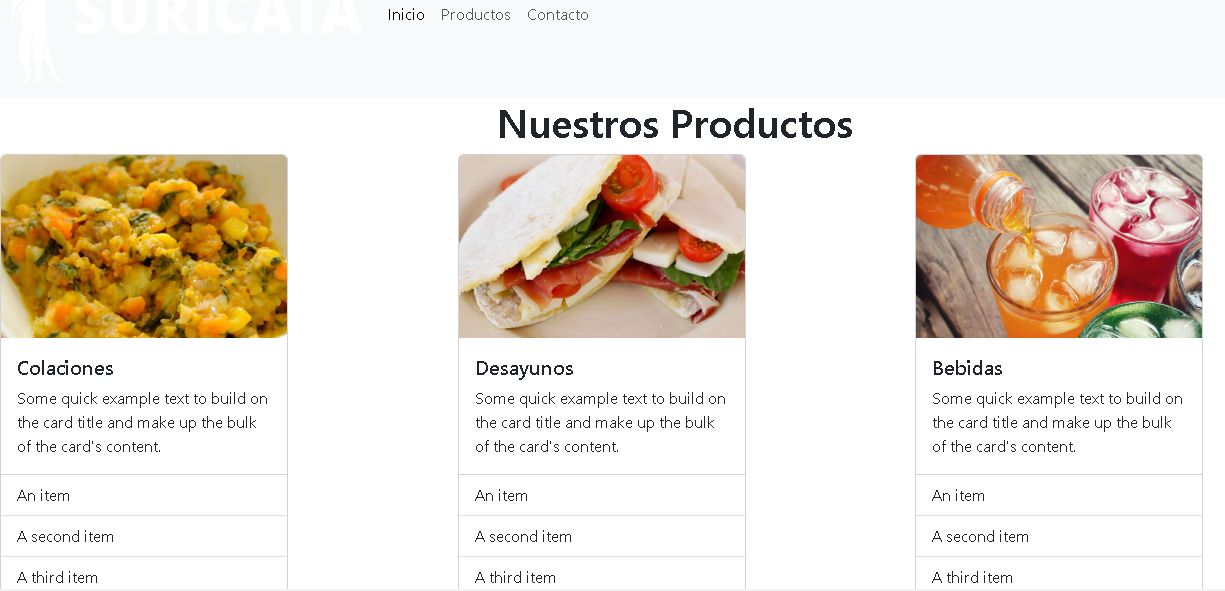 SURICATA
Inicio
Productos
Contacto
Nuestros Productos
Colaciones
Some quick example text to build on
the card title and make up the bulk
of the card's content.
An item
A second item
A third item
Desayunos
Some quick example text to build on
the card title and make up the bulk
of the card's content.
An item
A second item
A third item
Bebidas
Some quick example text to build on
the card title and make up the bulk
of the card's content.
An item
A second item
A third item